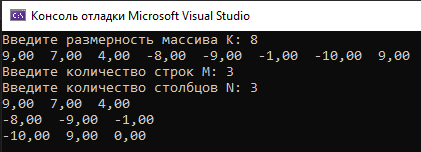 Консоль отладки Microsoft Visual Studio
Введите размерность массива K: 8
9,00 7,00 4,00 -8,00 -9,00 -1,00 -10,00 9,00
Введите количество строк M: 3
Введите количество столбцов N: 3
9,00 7,00 4,00
-8,00 -9,00 -1,00
-10,00 9,00 0,00